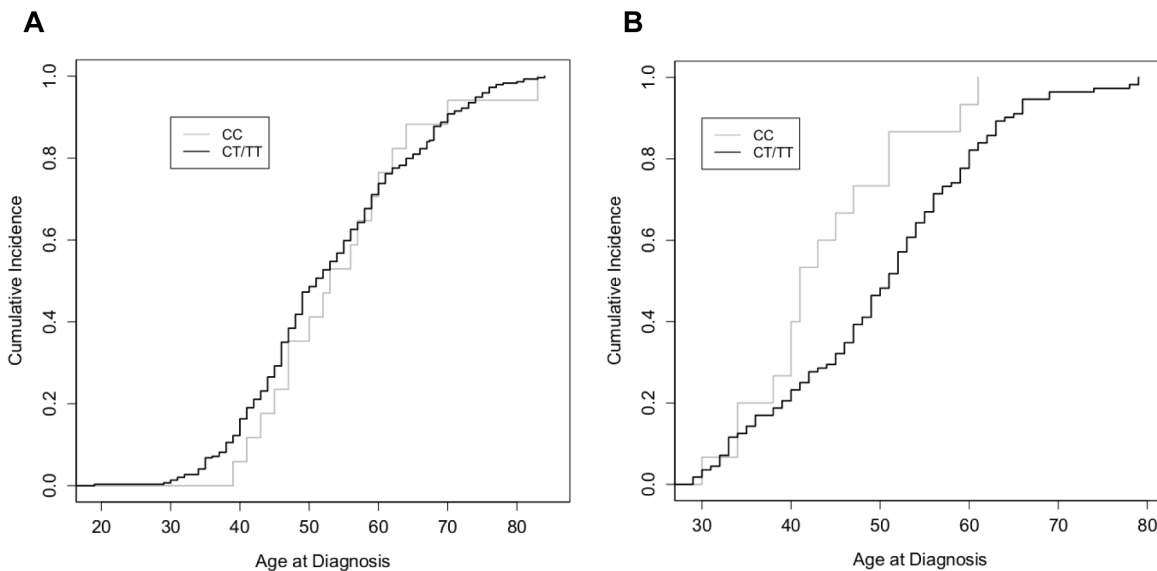 A
1.0
0.8
0.6
0.4
0.2
0.0
Cumulative Incidence
CC
CT/TT
20 30 40 50 60 70 80
Age at Diagnosis
B
1.0
0.8
0.6
0.4
0.2
0.0
Cumulative Incidence
CC
CT/TT
30 40 50 60 70 80
Age at Diagnosis